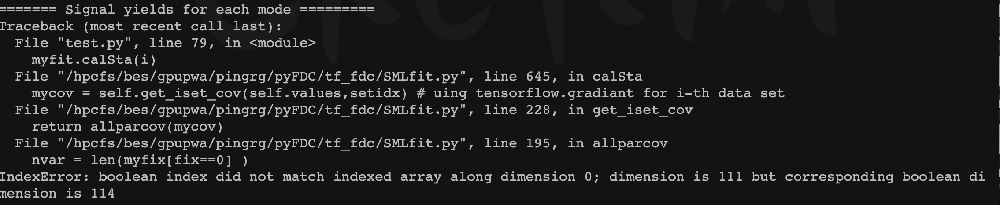 ======= Signal yields for each mode =========
Traceback (most recent call last):
  File "test.py", line 79, in <module>
    myfit.calSta(i)
  File "/hpcfs/bes/gpupwa/pingrg/pyFDC/tf_fdc/SMLfit.py", line 645, in calSta
    mycov = self.get_iset_cov(self.values,setidx) # uing tensorflow.gradiant for i-th data set
  File "/hpcfs/bes/gpupwa/pingrg/pyFDC/tf_fdc/SMLfit.py", line 228, in get_iset_cov
    return allparcov(mycov)
  File "/hpcfs/bes/gpupwa/pingrg/pyFDC/tf_fdc/SMLfit.py", line 195, in allparcov
    nvar = len(myfix[fix==0] )
IndexError: boolean index did not match indexed array along dimension 0; dimension is 111 but corresponding boolean di
mension is 114